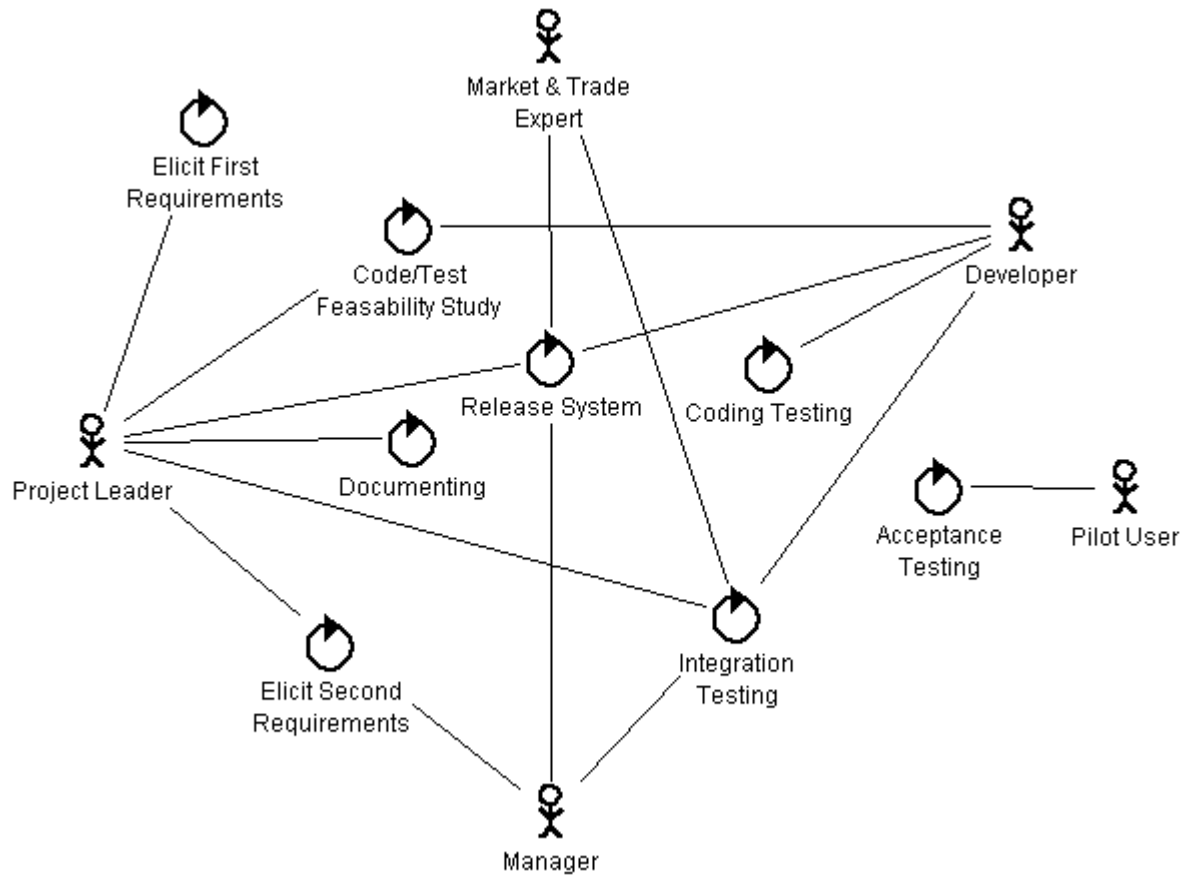 Market & Trade
Expert
Elicit First
Requirements
Code/Test
Feasability Study
Developer
Release System
Coding Testing
Project Leader
Documenting
Acceptance
Testing
Pilot User
Integration
Testing
Elicit Second
Requirements
Manager